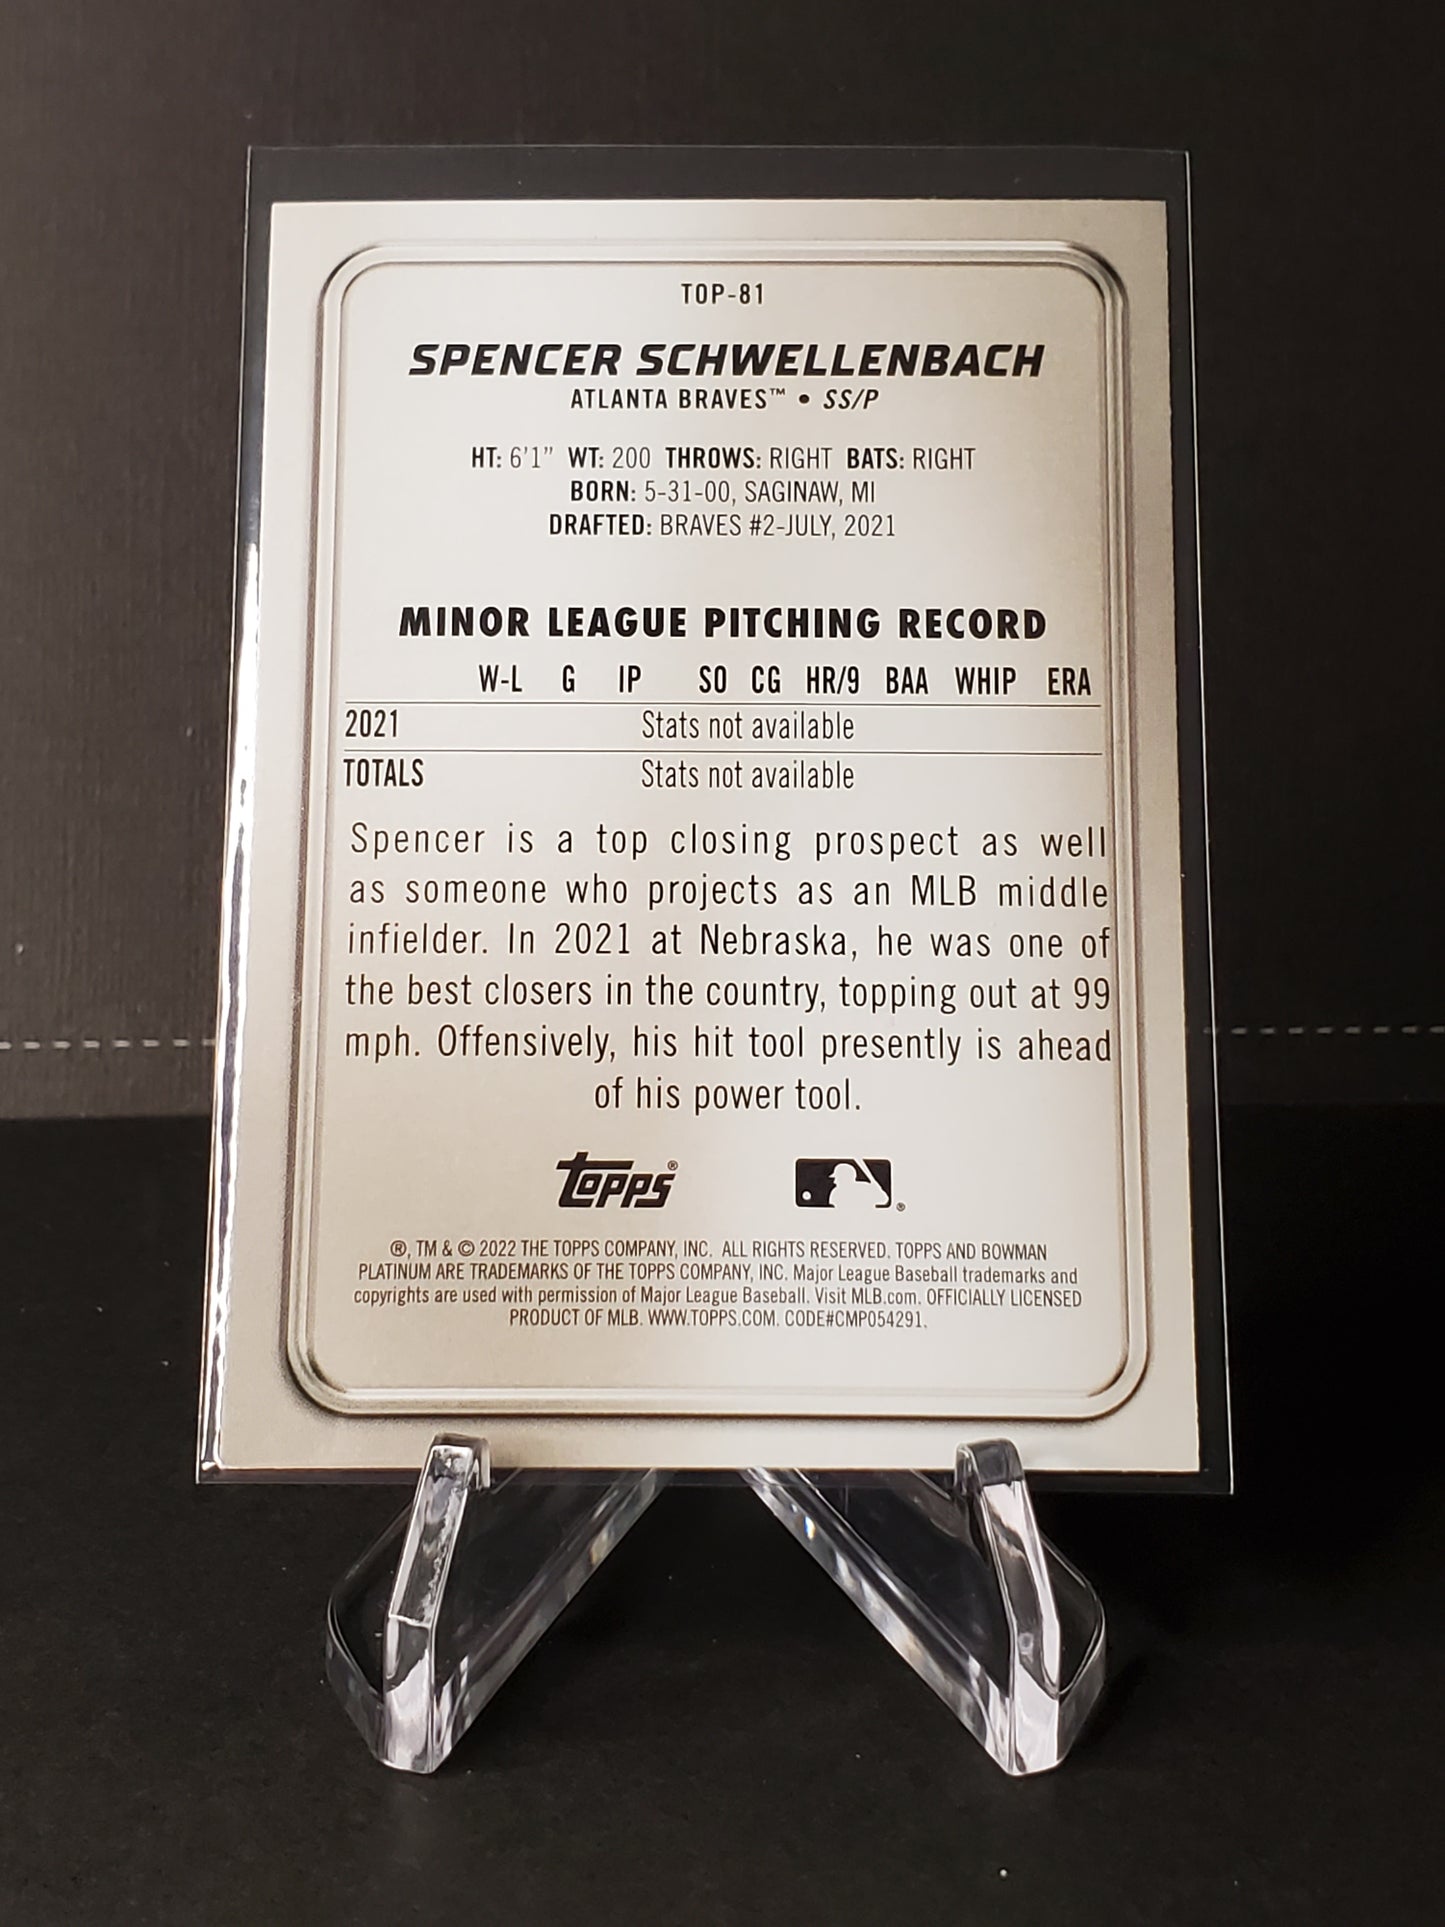 TOP-81
SPENCER SCHWELLENBACH
ATLANTA BRAVES™ • SS/P
HT: 6'1" WT: 200 THROWS: RIGHT BATS: RIGHT
BORN: 5-31-00, SAGINAW, MI
DRAFTED: BRAVES #2-JULY, 2021
MINOR LEAGUE PITCHING RECORD
W-L G IP SO CG HR/9 BAA WHIP ERA
2021 Stats not available
TOTALS Stats not available
Spencer is a top closing prospect as well
as someone who projects as an MLB middle
infielder. In 2021 at Nebraska, he was one of
the best closers in the country, topping out at 99
mph. Offensively, his hit tool presently is ahead
of his power tool.
topps®
®
®, TM & © 2022 THE TOPPS COMPANY, INC. ALL RIGHTS RESERVED. TOPPS AND BOWMAN
PLATINUM ARE TRADEMARKS OF THE TOPPS COMPANY, INC. Major League Baseball trademarks and
copyrights are used with permission of Major League Baseball. Visit MLB.com. OFFICIALLY LICENSED
PRODUCT OF MLB. WWW.TOPPS.COM. CODE#CMP054291.